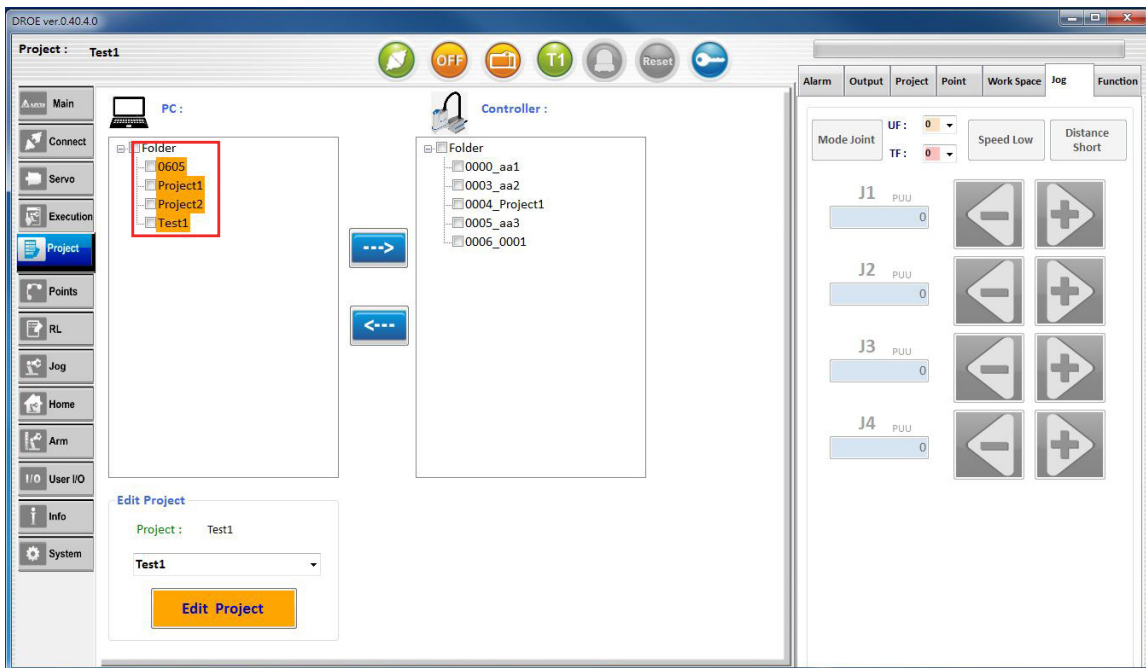 DROE ver.0.40.4.0
Project : Test1
OFF
T1
Reset
Alarm Output Project Point Work Space Jog Function
Main
Connect
Servo
Execution
Project
Points
RL
Jog
Home
Arm
I/O User I/O
Info
System
PC :
Folder
0605
Project1
Project2
Test1
--->
<---
Controller :
Folder
0000_aa1
0003_aa2
0004_Project1
0005_aa3
0006_0001
Edit Project
Project : Test1
Test1
Edit Project
Mode Joint
UF : 0
TF : 0
Speed Low
Distance
Short
J1 PUU
0
J2 PUU
0
J3 PUU
0
J4 PUU
0